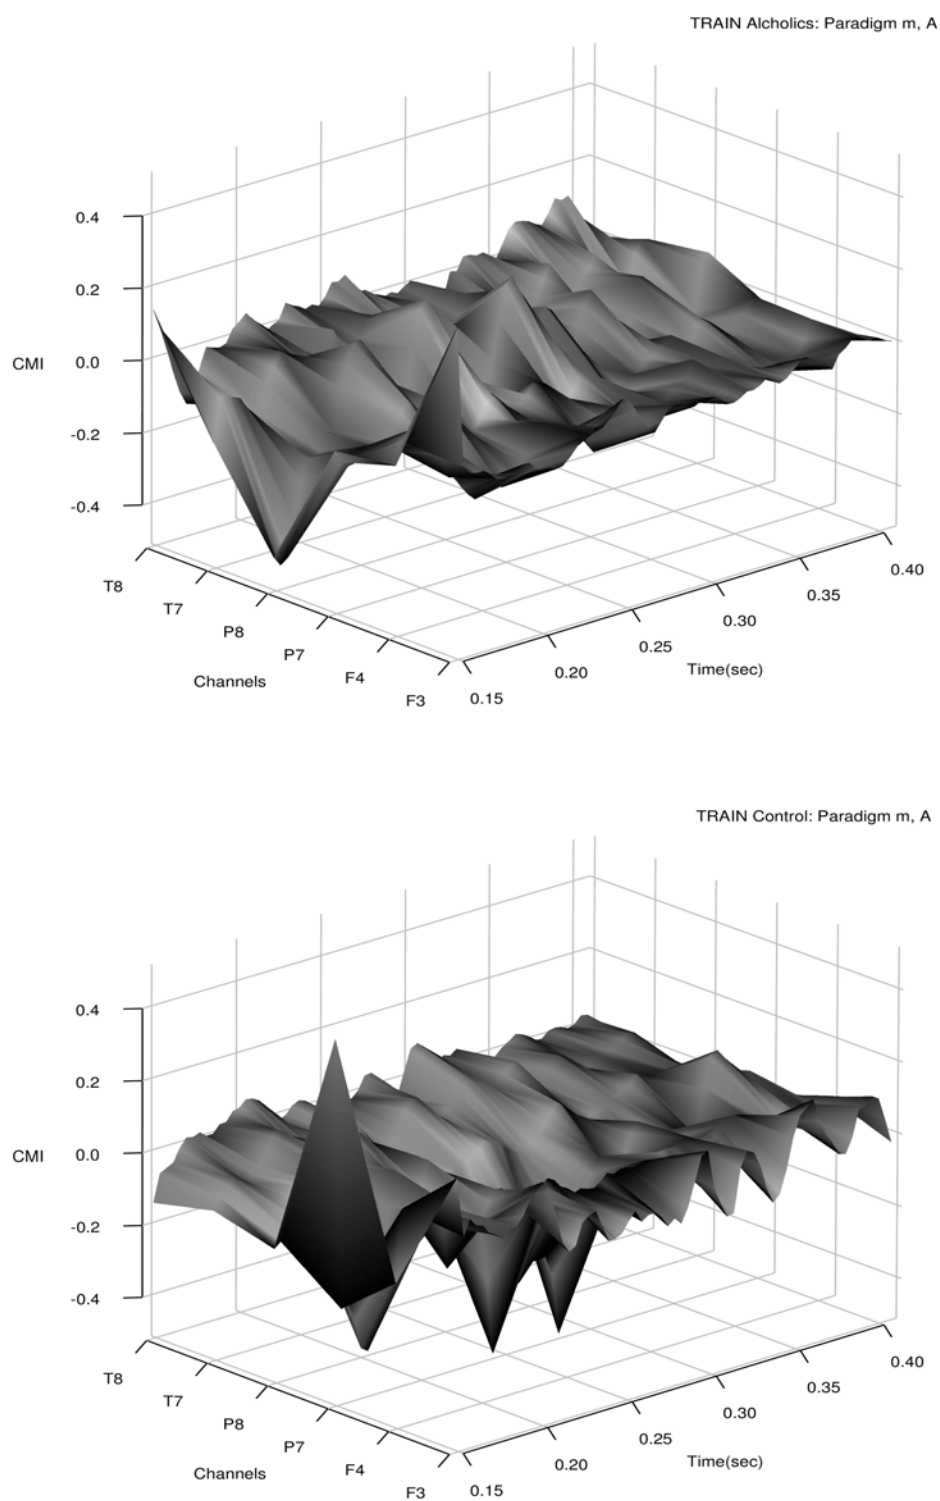 TRAIN Alcholics: Paradigm m, A
0.4
0.2
0.0
CMI
-0.2
-0.4
T8
T7
P8
P7
F4
F3
Channels
0.15
0.20
0.25
0.30
0.35
0.40
Time(sec)
TRAIN Control: Paradigm m, A
0.4
0.2
0.0
CMI
-0.2
-0.4
T8
T7
P8
P7
F4
F3
Channels
0.15
0.20
0.25
0.30
0.35
0.40
Time(sec)